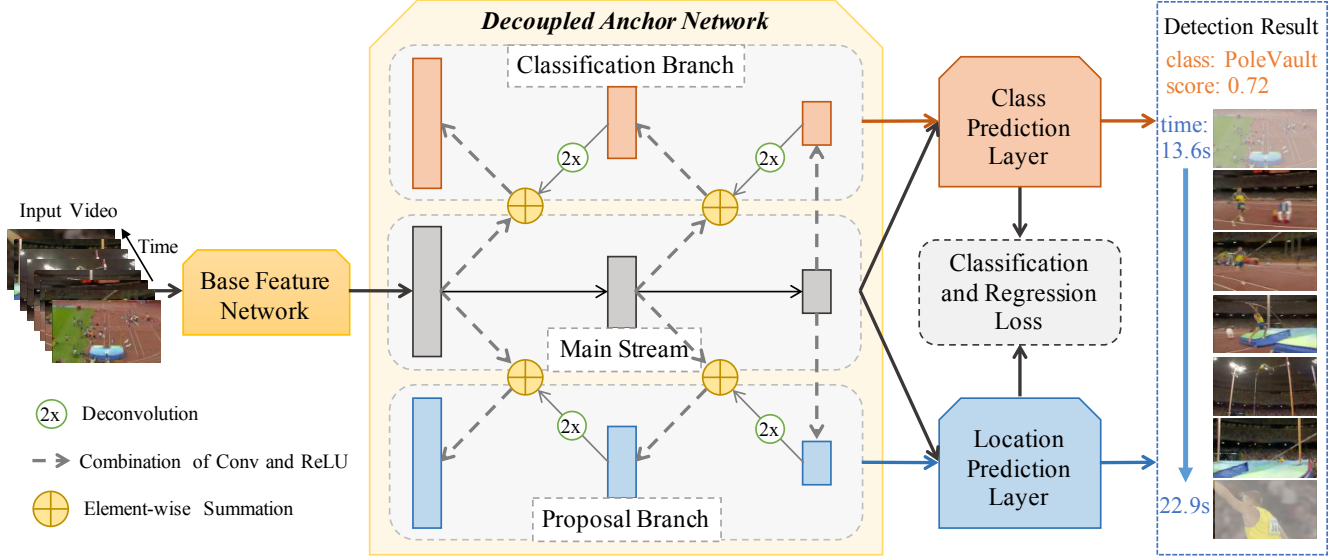 Decoupled Anchor Network
Classification Branch
2x
2x
Input Video
Time
Base Feature
Network
Main Stream
2x
2x
Proposal Branch
2x
Deconvolution
Combination of Conv and ReLU
Element-wise Summation
Class
Prediction
Layer
Classification
and Regression
Loss
Location
Prediction
Layer
Detection Result
class: PoleVault
score: 0.72
time:
13.6s
22.9s